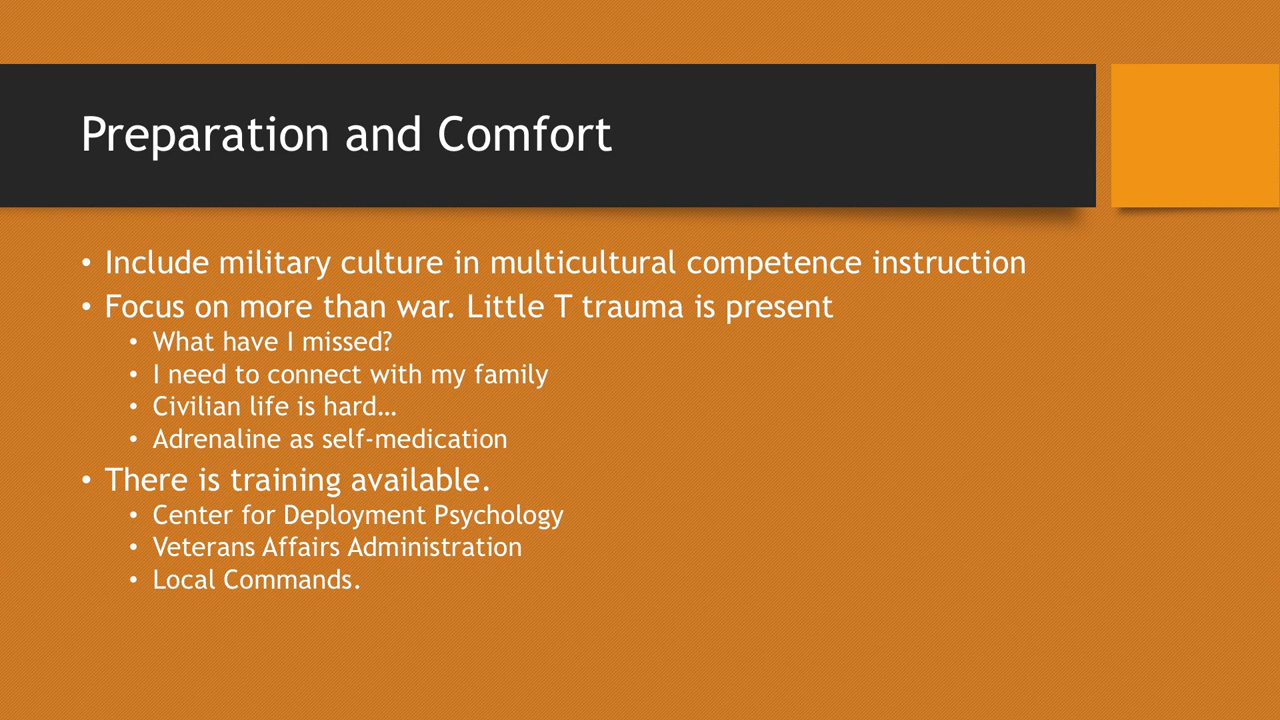 Preparation and Comfort
• Include military culture in multicultural competence instruction
• Focus on more than war. Little T trauma is present
• What have I missed?
• I need to connect with my family
• Civilian life is hard…
• Adrenaline as self-medication
• There is training available.
• Center for Deployment Psychology
• Veterans Affairs Administration
• Local Commands.